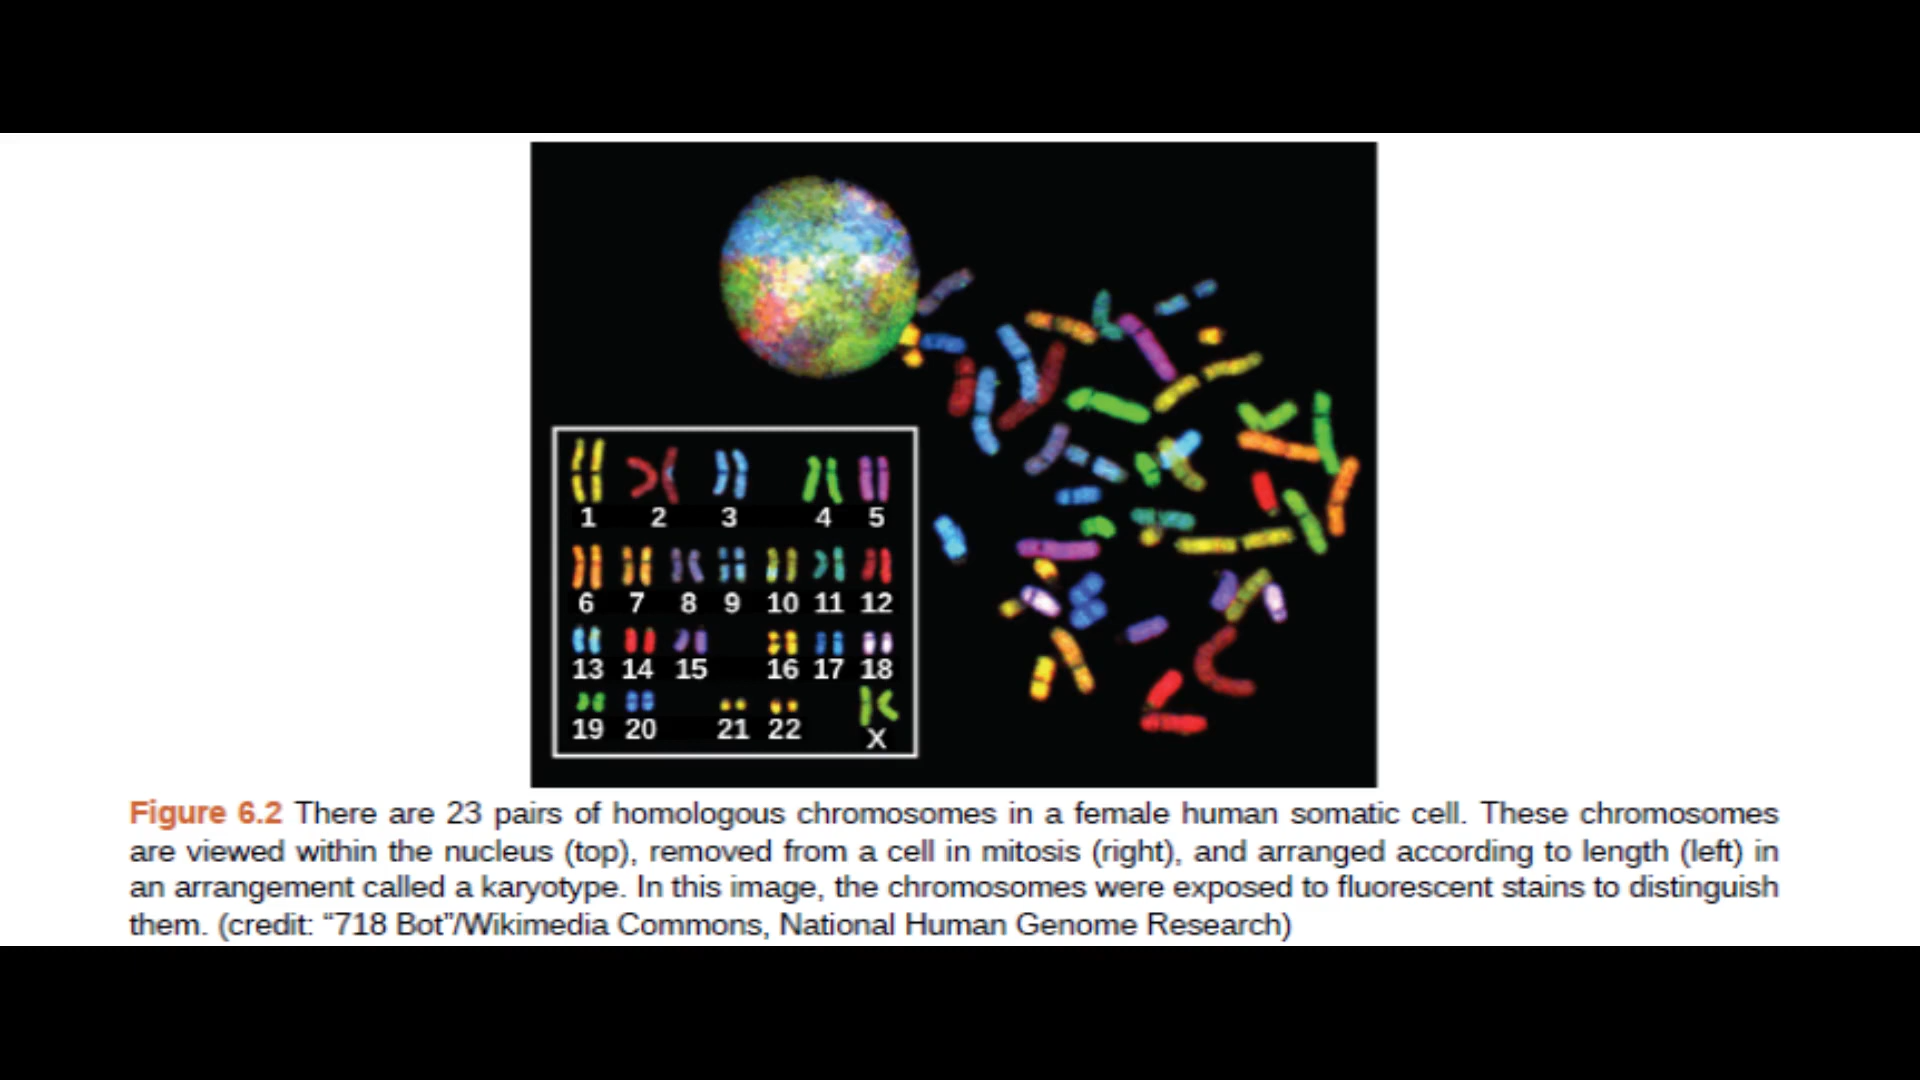 1 2 3 4 5
6 7 8 9 10 11 12
13 14 15 16 17 18
19 20 21 22 X
Figure 6.2 There are 23 pairs of homologous chromosomes in a female human somatic cell. These chromosomes
are viewed within the nucleus (top), removed from a cell in mitosis (right), and arranged according to length (left) in
an arrangement called a karyotype. In this image, the chromosomes were exposed to fluorescent stains to distinguish
them. (credit: “718 Bot”/Wikimedia Commons, National Human Genome Research)